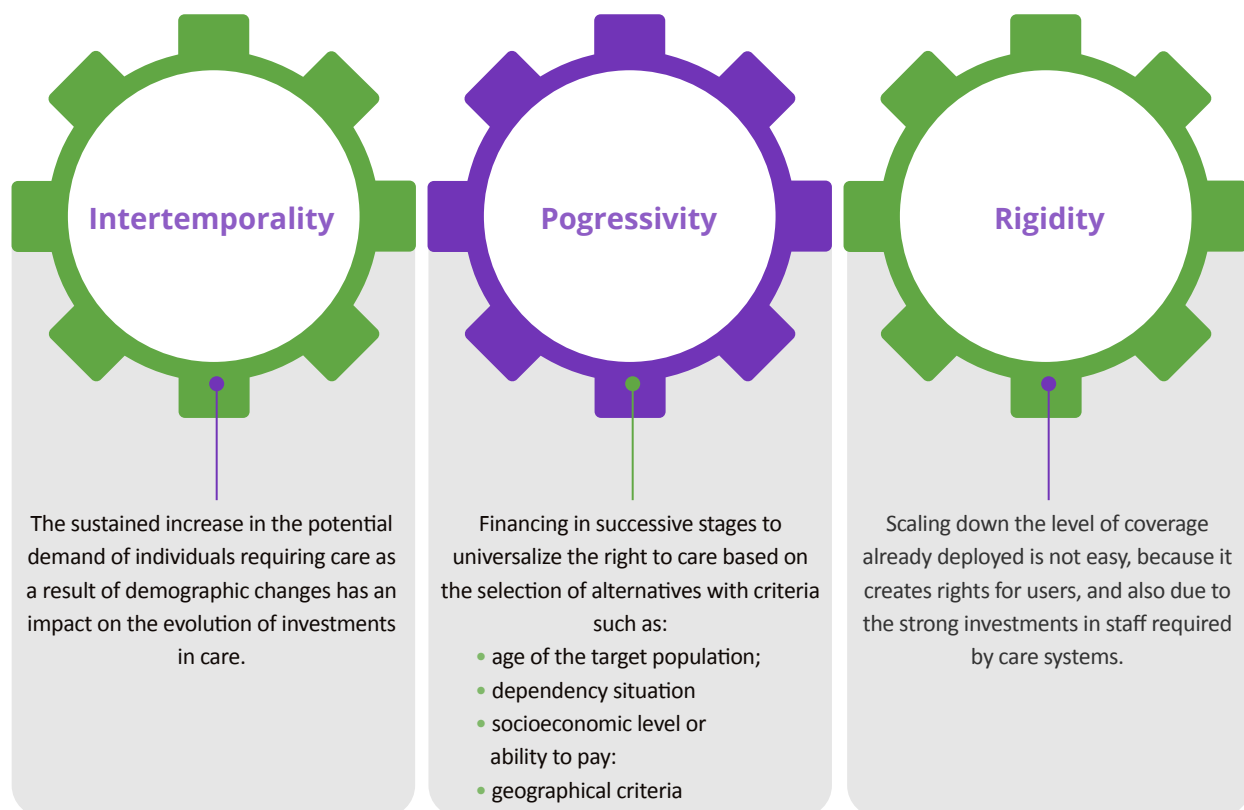 Intertemporality
The sustained increase in the potential
demand of individuals requiring care as
a result of demographic changes has an
impact on the evolution of investments
in care.
Pogressivity
Financing in successive stages to
universalize the right to care based on
the selection of alternatives with criteria
such as:
• age of the target population;
• dependency situation
• socioeconomic level or
ability to pay:
• geographical criteria
Rigidity
Scaling down the level of coverage
already deployed is not easy, because it
creates rights for users, and also due to
the strong investments in staff required
by care systems.